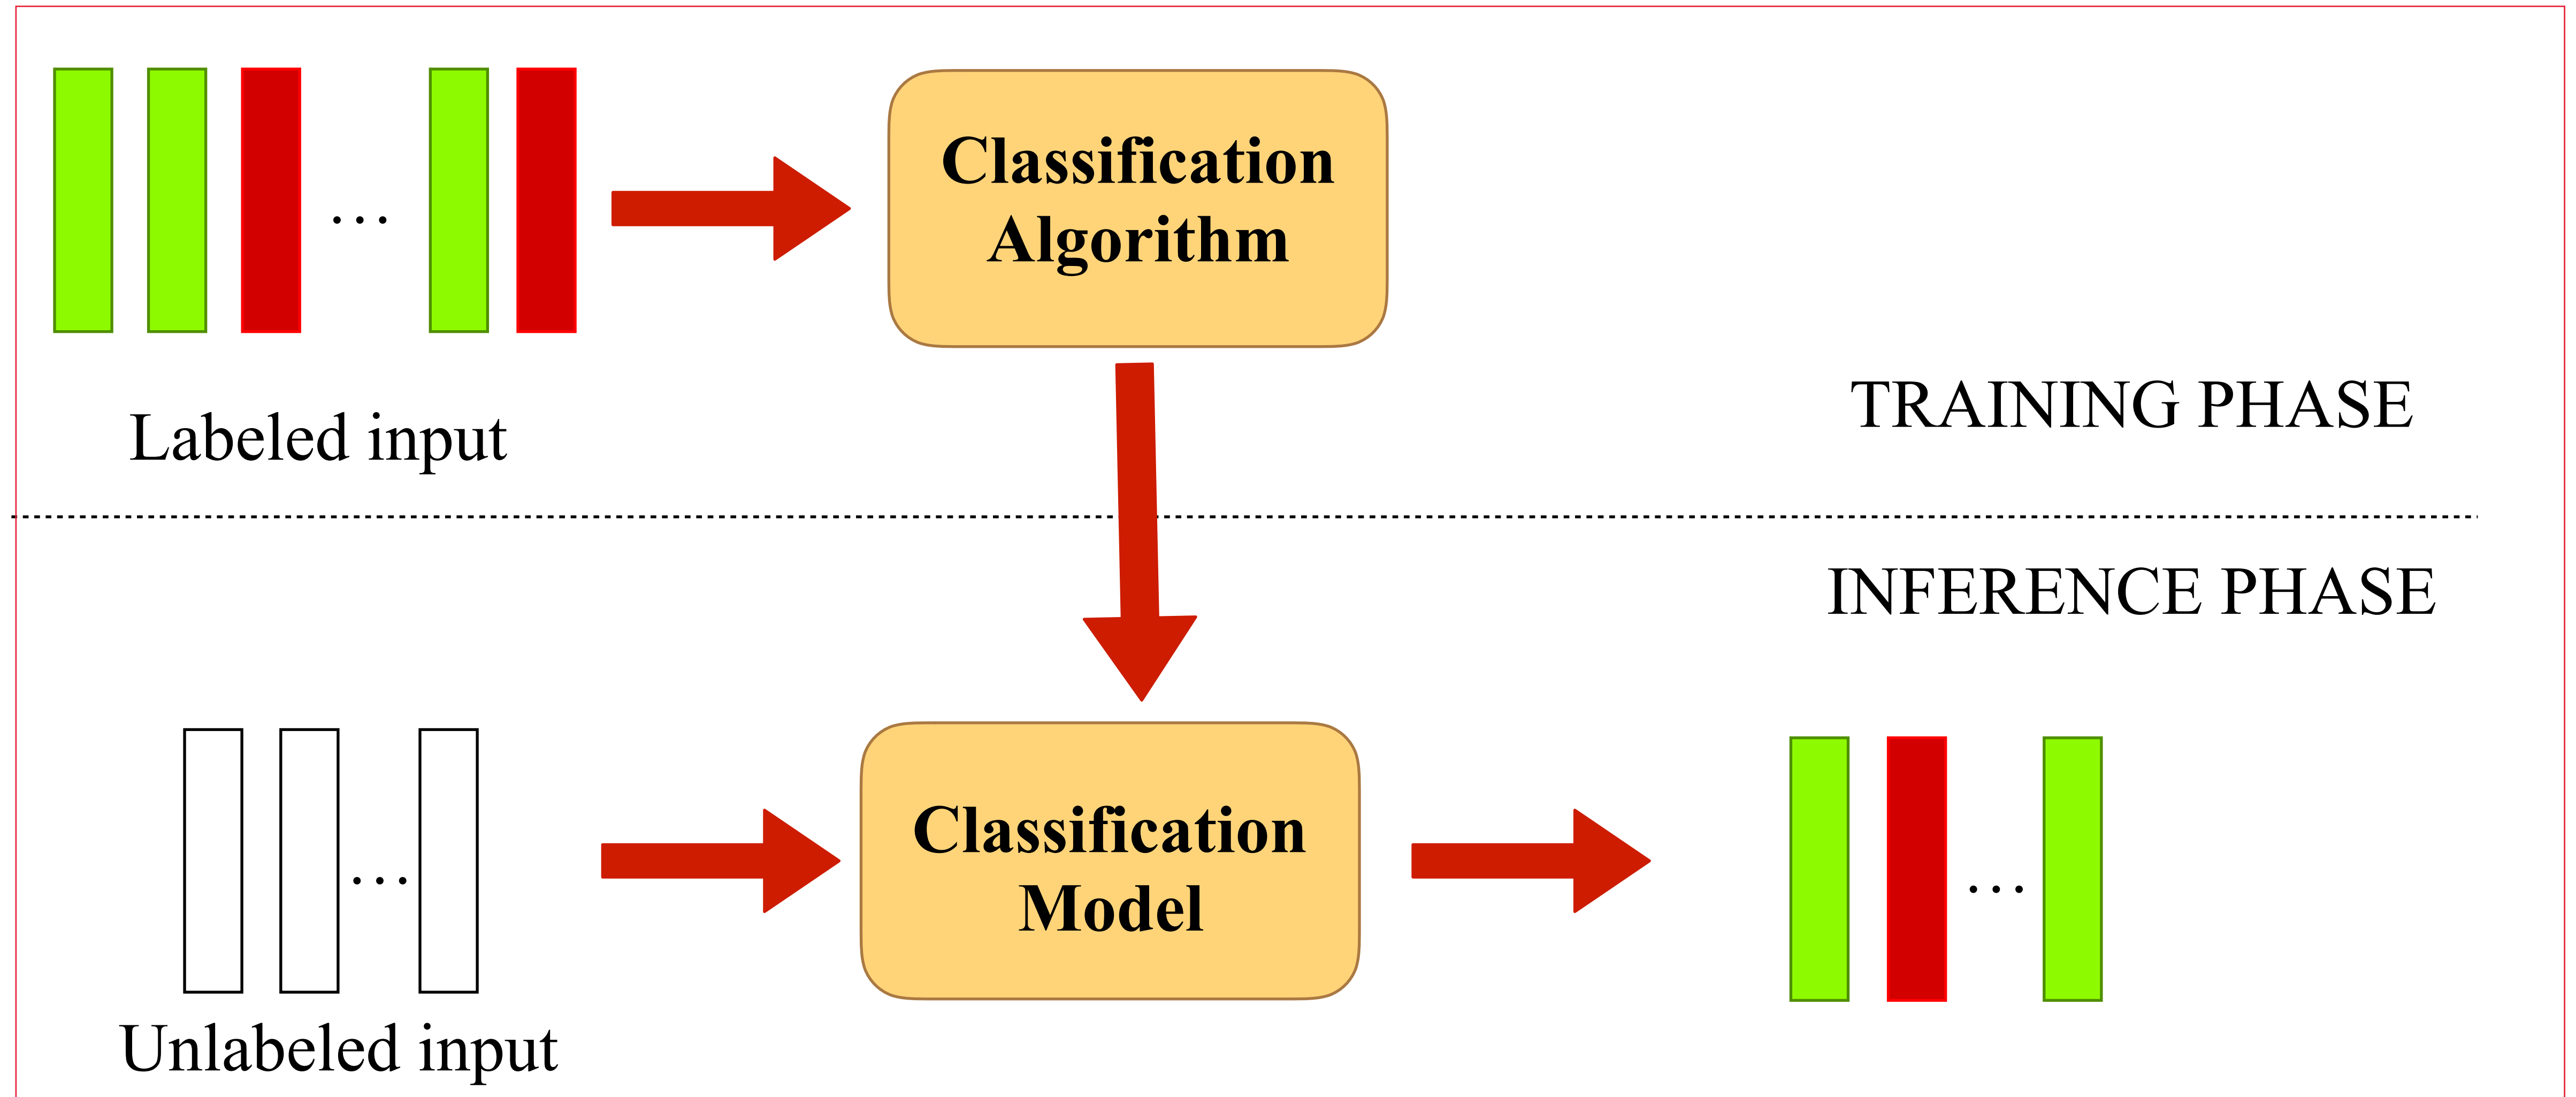 Classification
Algorithm
...
Labeled input
TRAINING PHASE
INFERENCE PHASE
Classification
Model
...
...
Unlabeled input